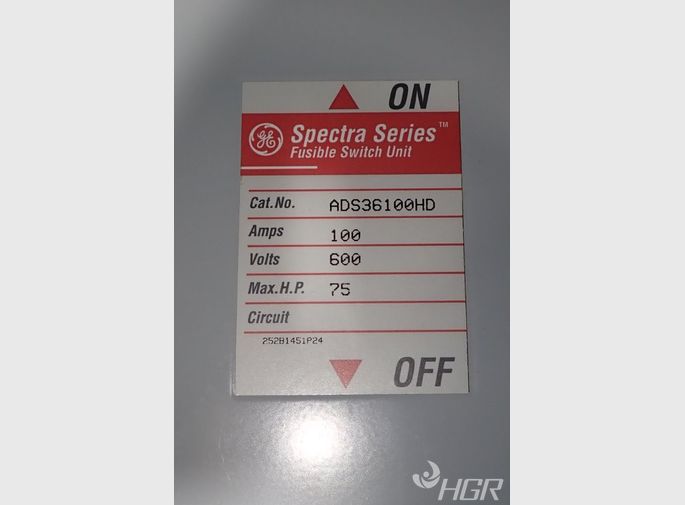 ON
GE Spectra Series™
Fusible Switch Unit
Cat.No. ADS36100HD
Amps 100
Volts 600
Max.H.P. 75
Circuit
252B1451P24
OFF
HGR